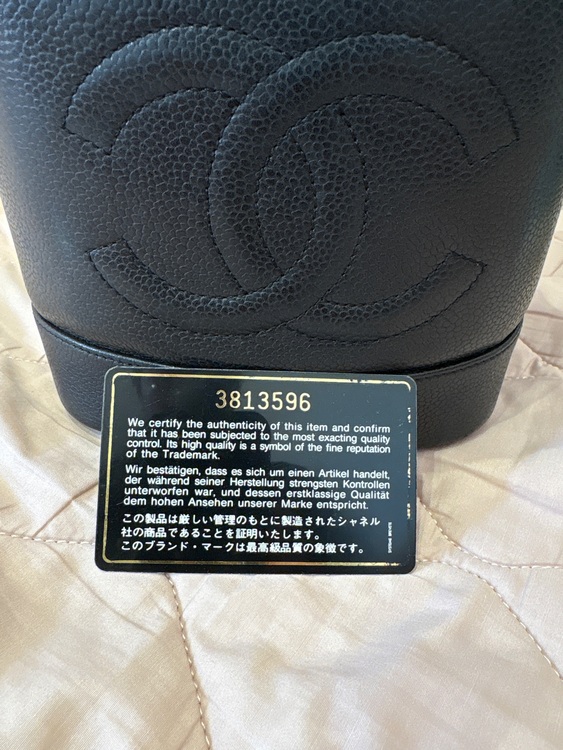 3813596
We certify the authenticity of this item and confirm
that it has been subjected to the most exacting quality
control. Its high quality is a symbol of the fine reputation
of the Trademark.
Wir bestätigen, dass es sich um einen Artikel handelt,
der während seiner Herstellung strengsten Kontrollen
unterworfen war, und dessen erstklassige Qualität
dem hohen Ansehen unserer Marke entspricht.
この製品は厳しい管理のもとに製造されたシャネル
社の商品であることを証明いたします。
このブランド・マークは最高級品質の象徴です。